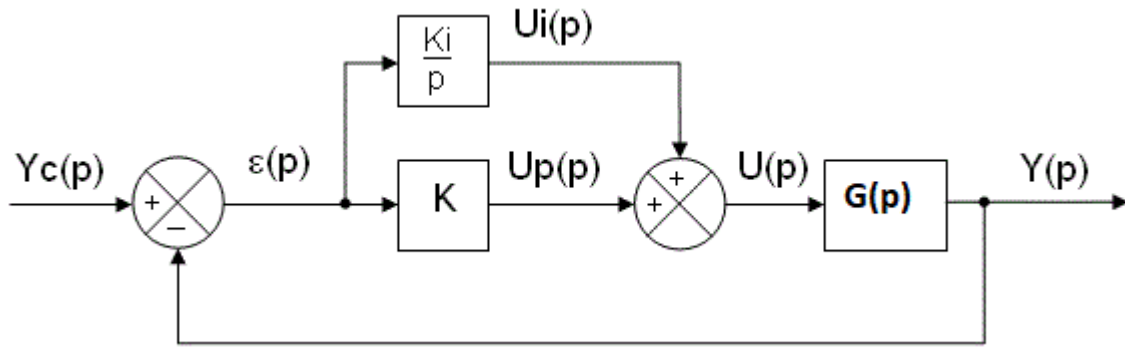 Ki
p
Ui(p)
Yc(p)
+
−
ε(p)
K
Up(p)
+
+
U(p)
G(p)
Y(p)